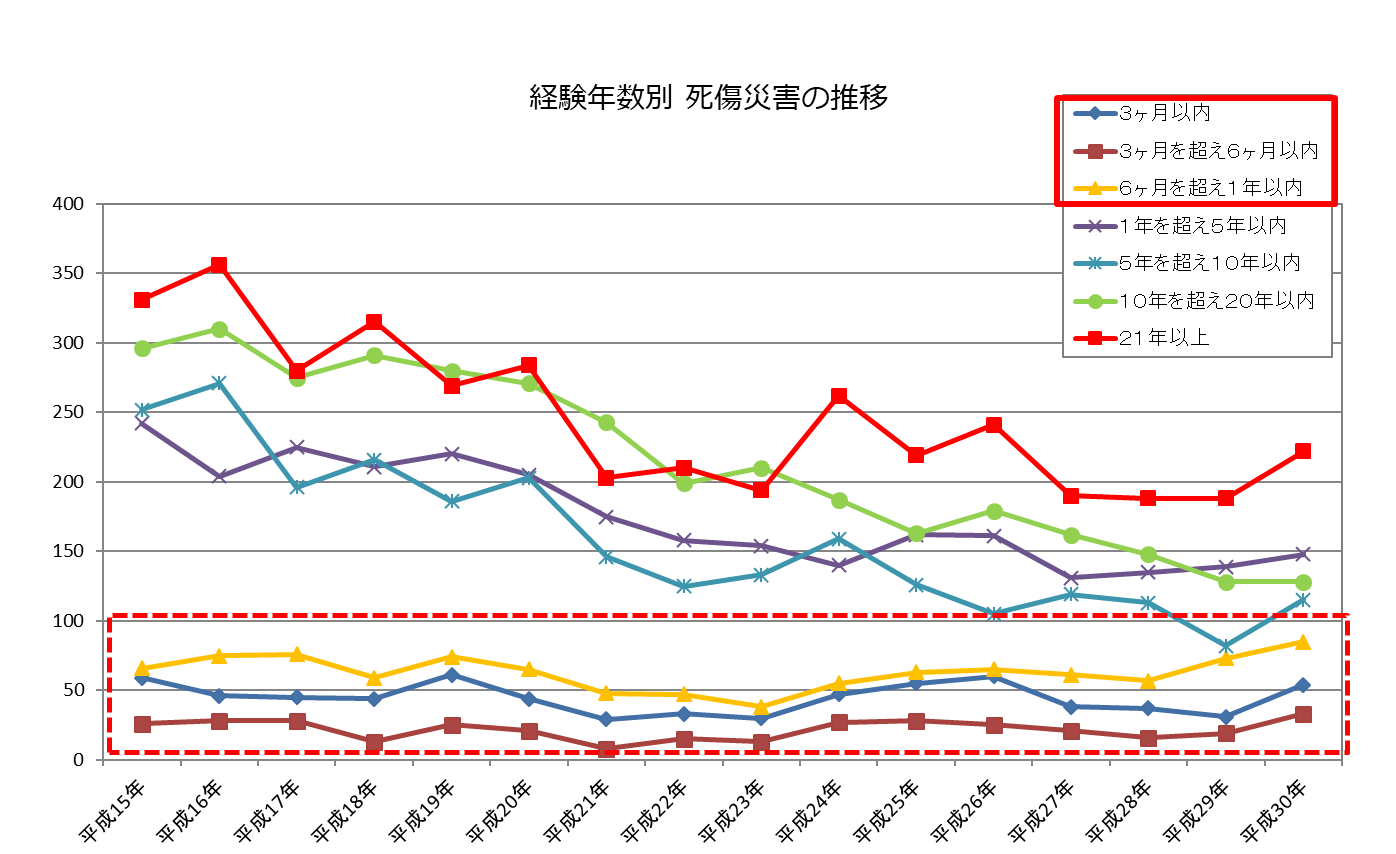 経験年数別 死傷災害の推移
3ヶ月以内
3ヶ月を超え6ヶ月以内
6ヶ月を超え1年以内
1年を超え5年以内
5年を超え10年以内
10年を超え20年以内
21年以上
400
350
300
250
200
150
100
50
0
平成15年
平成16年
平成17年
平成18年
平成19年
平成20年
平成21年
平成22年
平成23年
平成24年
平成25年
平成26年
平成27年
平成28年
平成29年
平成30年